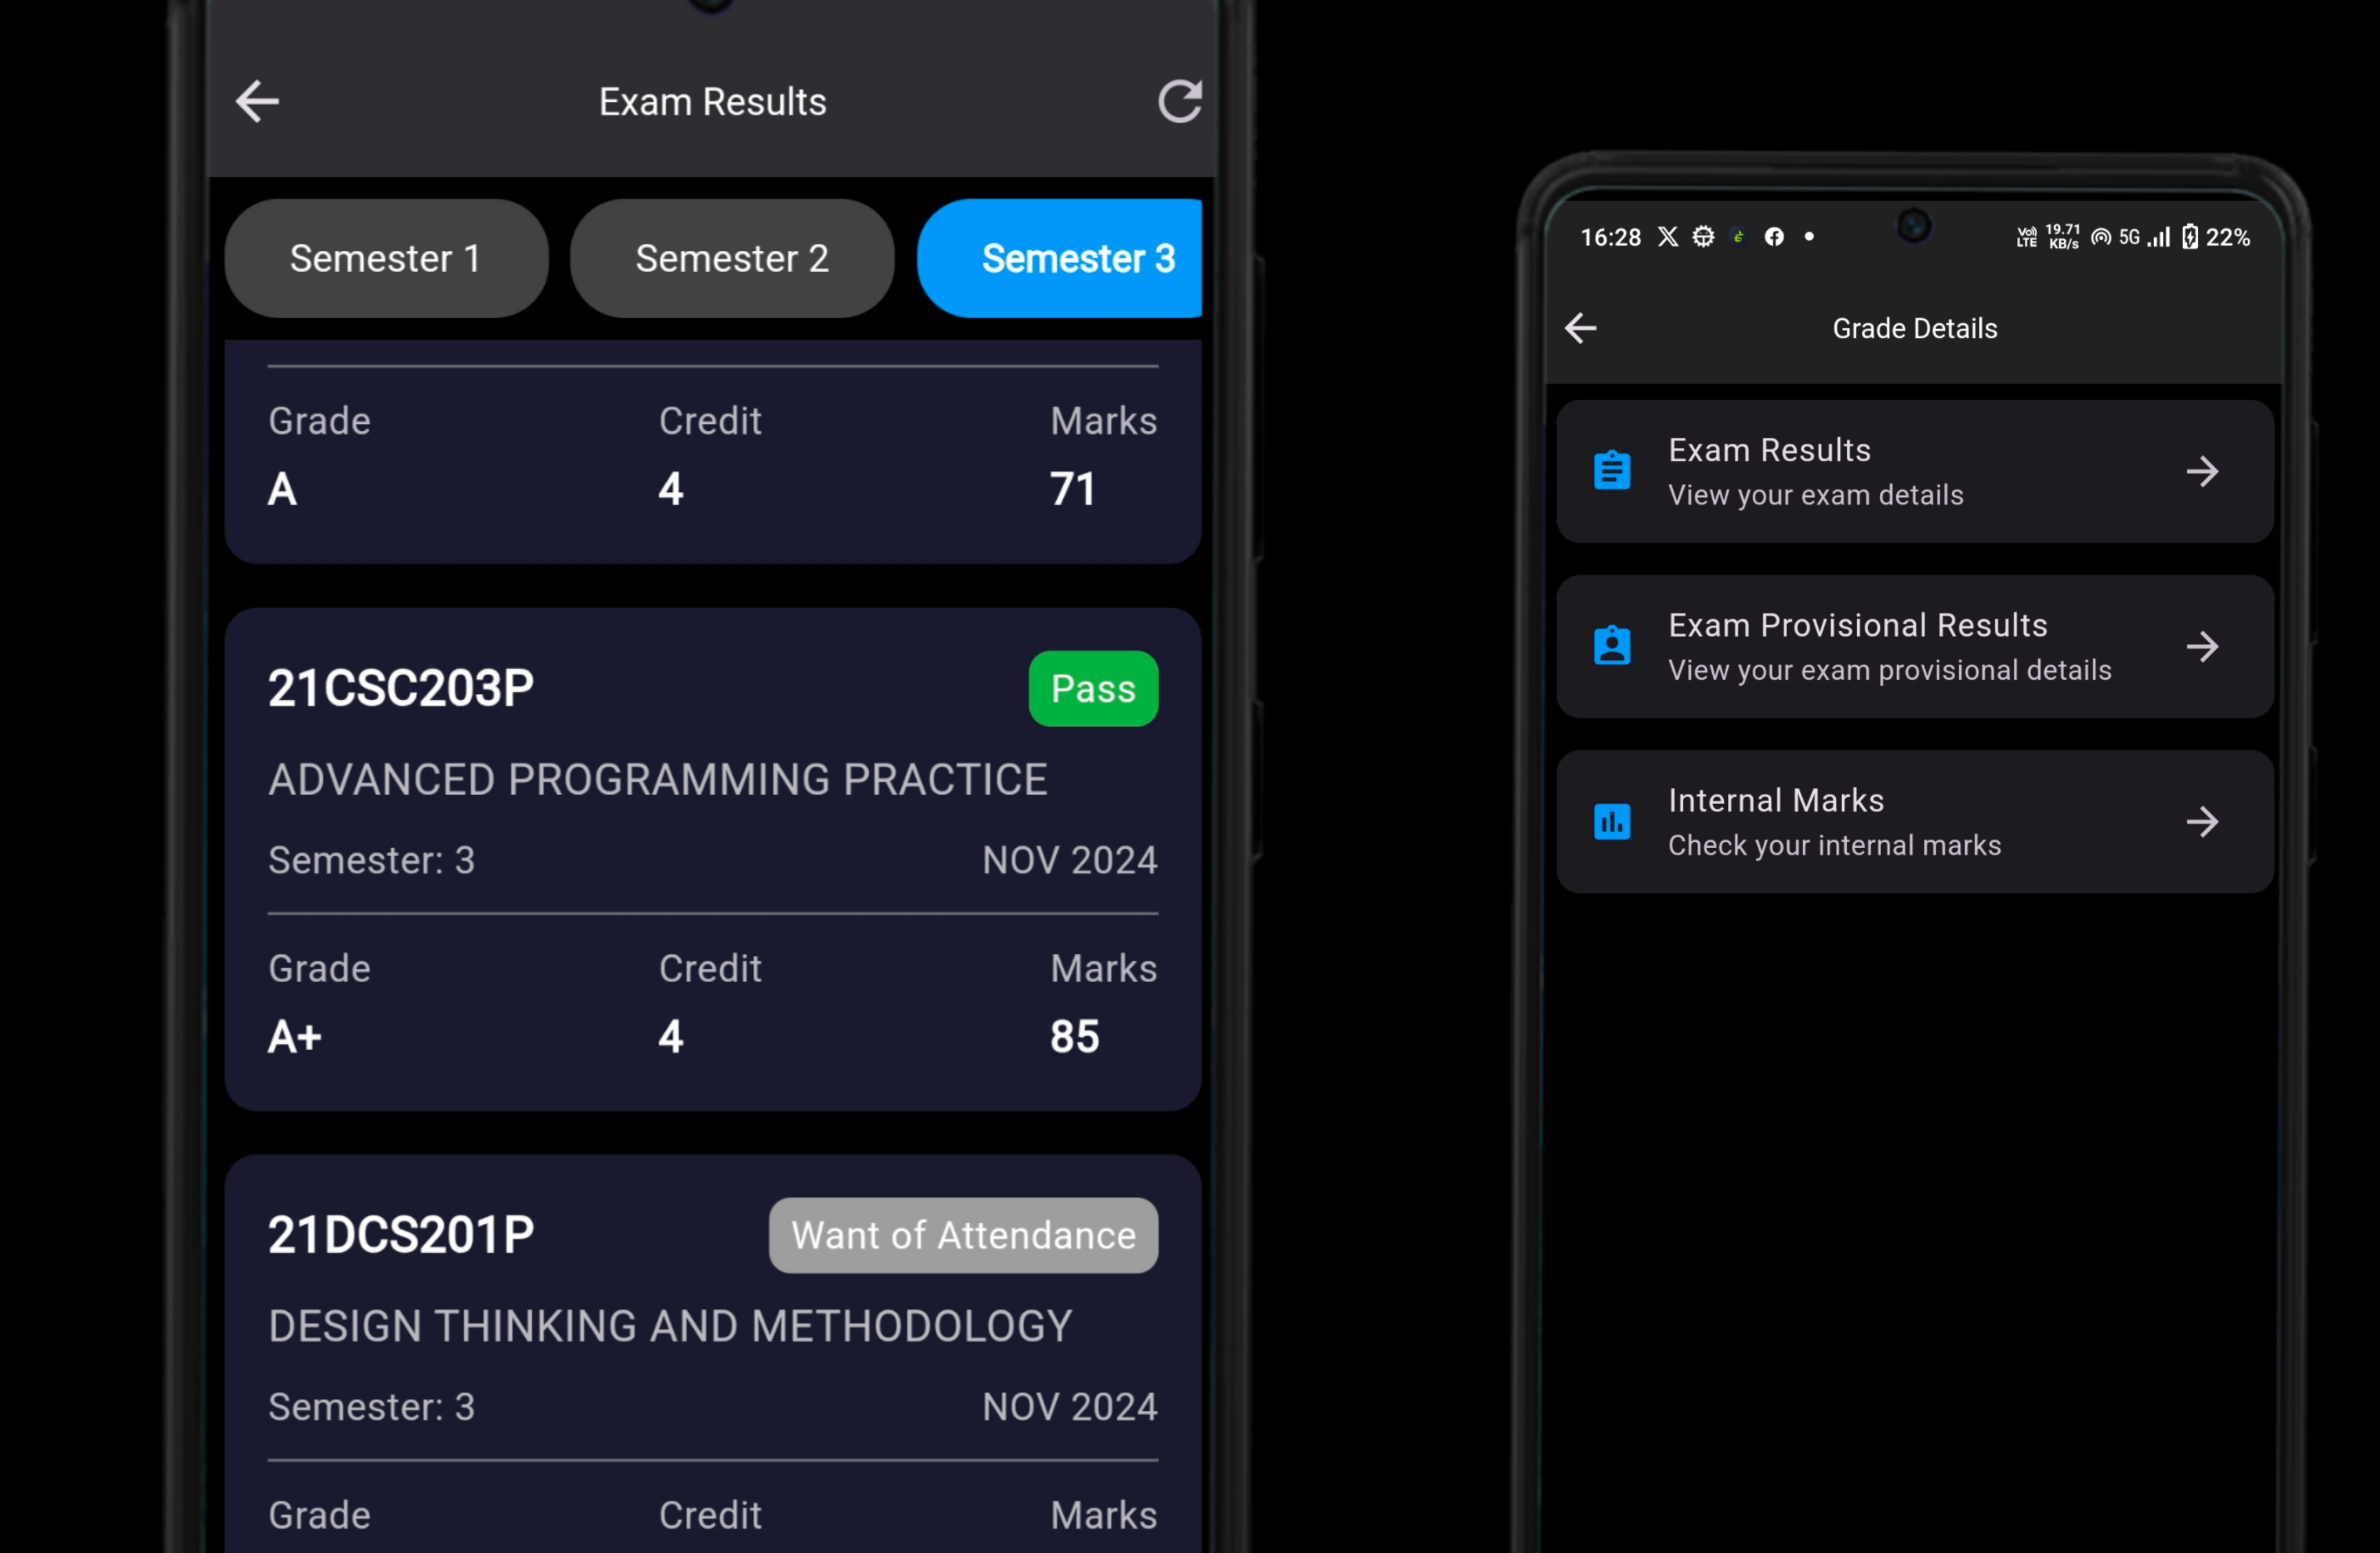 Exam Results
Semester 1 Semester 2 Semester 3
Grade Credit Marks
A 4 71
21CSC203P Pass
ADVANCED PROGRAMMING PRACTICE
Semester: 3 NOV 2024
Grade Credit Marks
A+ 4 85
21DCS201P Want of Attendance
DESIGN THINKING AND METHODOLOGY
Semester: 3 NOV 2024
Grade Credit Marks
16:28 Vo) LTE 19.71 KB/s 5G 22%
Grade Details
Exam Results
View your exam details
Exam Provisional Results
View your exam provisional details
Internal Marks
Check your internal marks